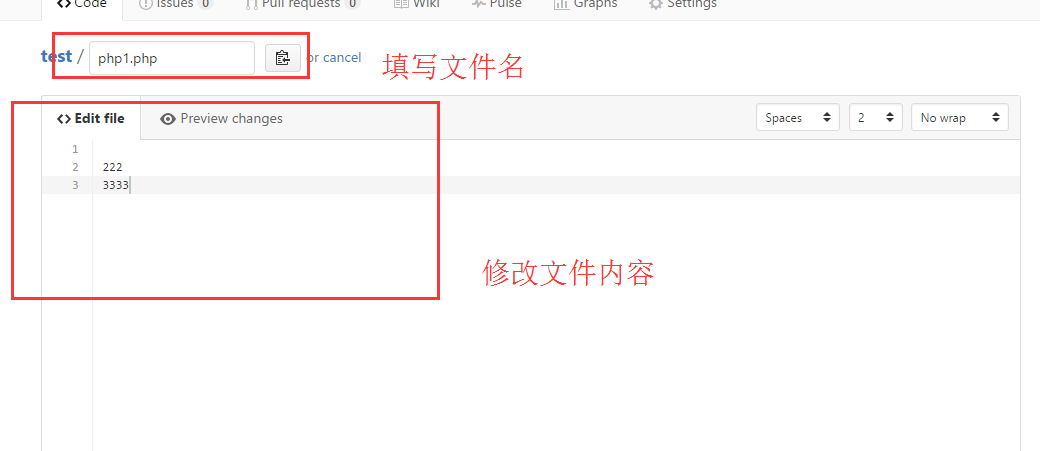 Code Issues 0 Pull requests 0 Wiki Pulse Graphs Settings
test / php1.php or cancel
填写文件名
Edit file Preview changes Spaces 2 No wrap
1
2 222
3 3333
修改文件内容